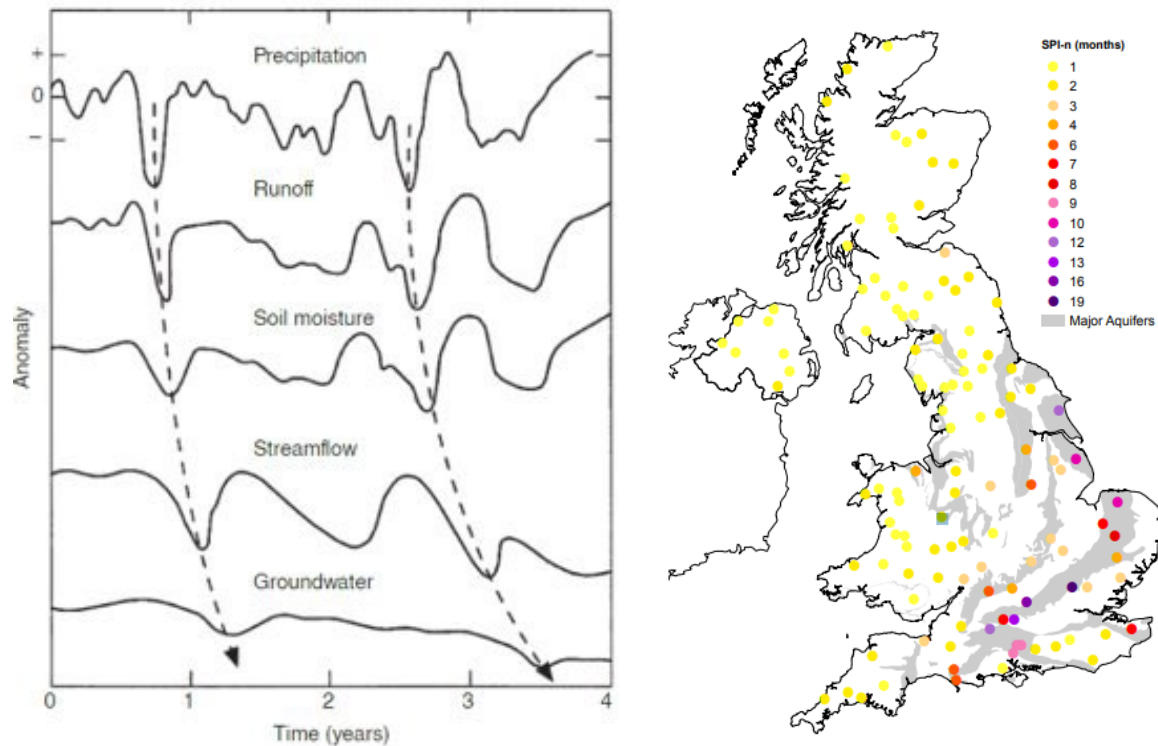 Precipitation
+
0
−
Runoff
Soil moisture
Anomaly
Streamflow
Groundwater
0
1
2
3
4
Time (years)
SPI-n (months)
1
2
3
4
6
7
8
9
10
12
13
16
19
Major Aquifers